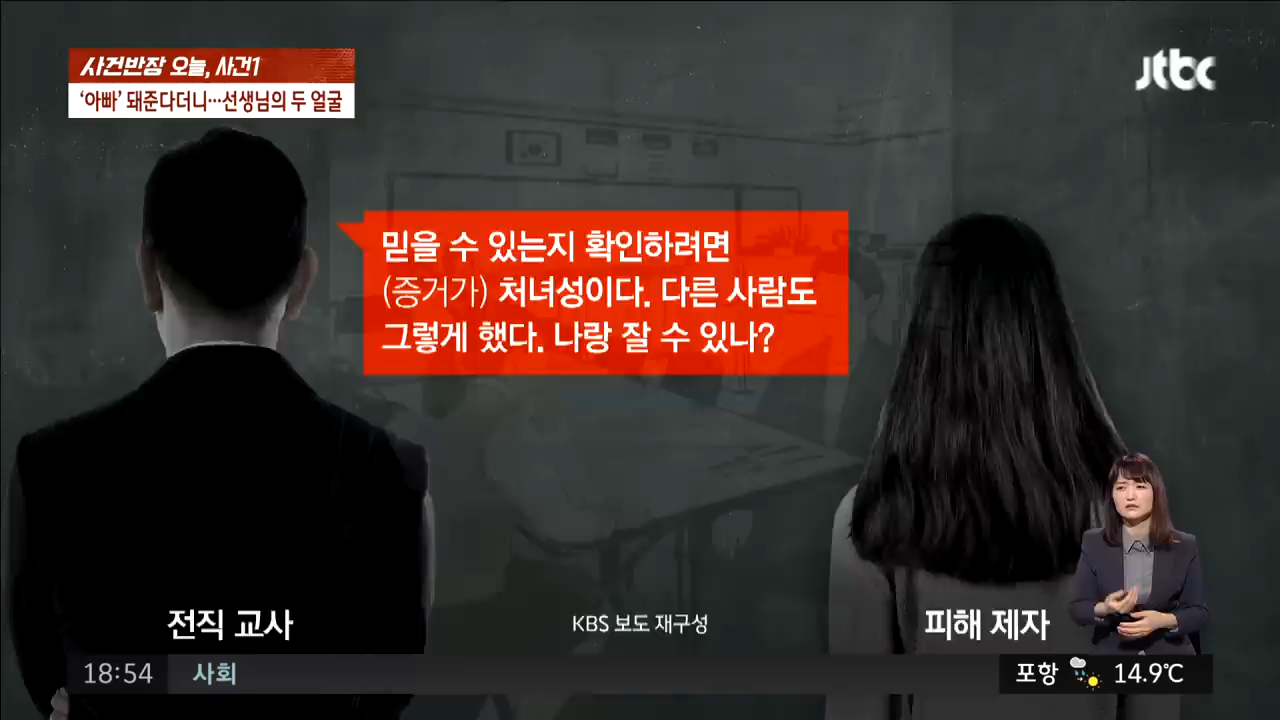 사건반장 오늘, 사건1
jtbc
'아빠' 돼준다더니…선생님의 두 얼굴
믿을 수 있는지 확인하려면
(증거가) 처녀성이다. 다른 사람도
그렇게 했다. 나랑 잘 수 있나?
전직 교사
KBS 보도 재구성
피해 제자
18:54 사회
포항 14.9℃